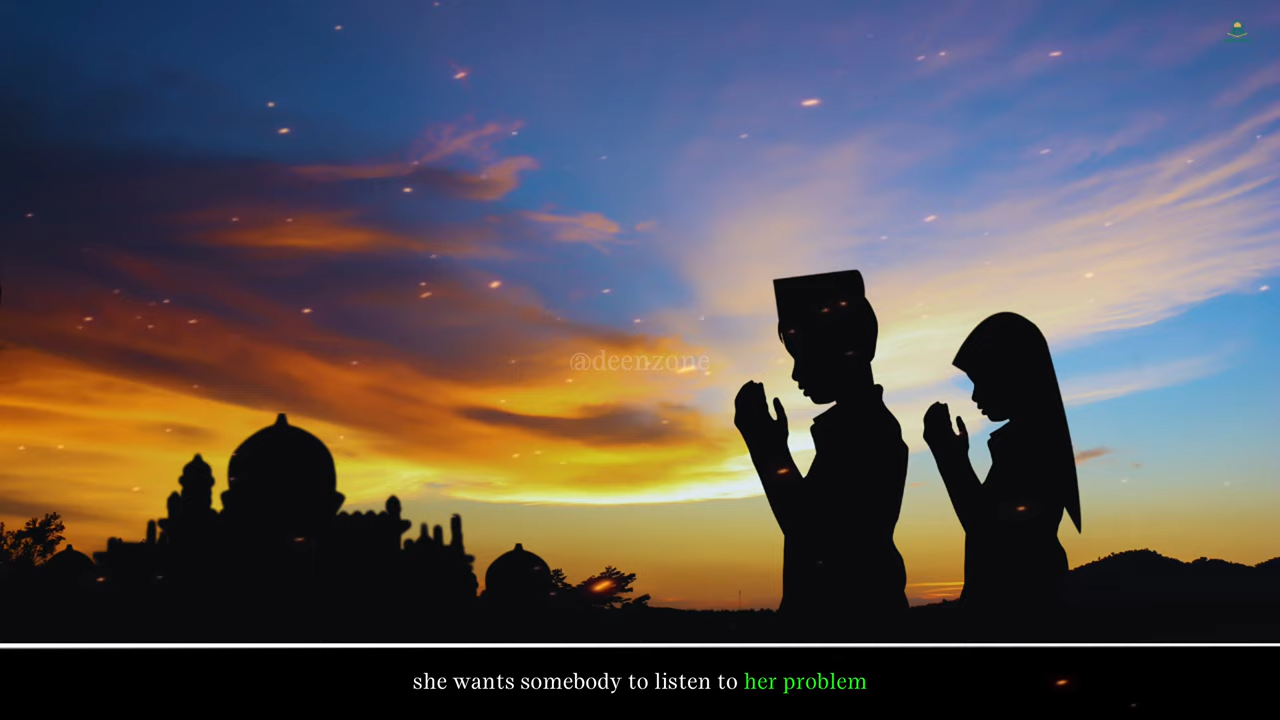 @deenzone
she wants somebody to listen to her problem